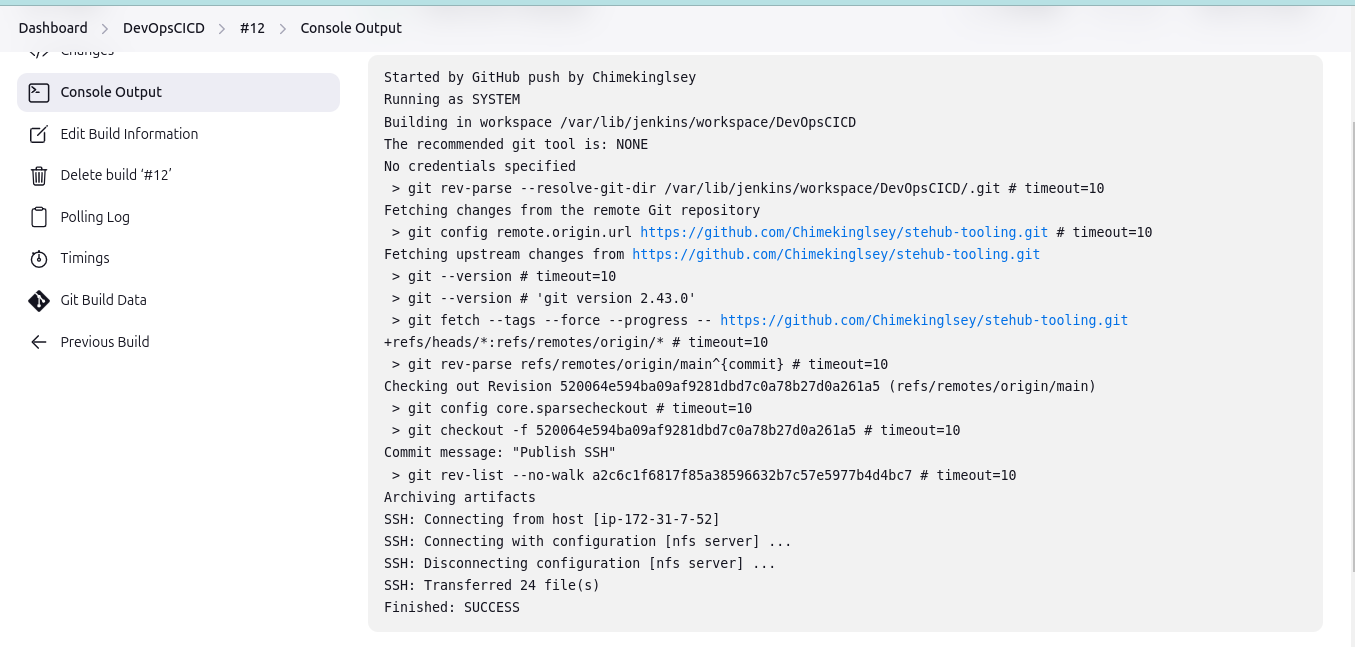 Dashboard > DevOpsCICD > #12 > Console Output
Changes
Console Output
Edit Build Information
Delete build ‘#12’
Polling Log
Timings
Git Build Data
Previous Build
Started by GitHub push by Chimekinglsey
Running as SYSTEM
Building in workspace /var/lib/jenkins/workspace/DevOpsCICD
The recommended git tool is: NONE
No credentials specified
 > git rev-parse --resolve-git-dir /var/lib/jenkins/workspace/DevOpsCICD/.git # timeout=10
Fetching changes from the remote Git repository
 > git config remote.origin.url https://github.com/Chimekinglsey/stehub-tooling.git # timeout=10
Fetching upstream changes from https://github.com/Chimekinglsey/stehub-tooling.git
 > git --version # timeout=10
 > git --version # 'git version 2.43.0'
 > git fetch --tags --force --progress -- https://github.com/Chimekinglsey/stehub-tooling.git
+refs/heads/*:refs/remotes/origin/* # timeout=10
 > git rev-parse refs/remotes/origin/main^{commit} # timeout=10
Checking out Revision 520064e594ba09af9281dbd7c0a78b27d0a261a5 (refs/remotes/origin/main)
 > git config core.sparsecheckout # timeout=10
 > git checkout -f 520064e594ba09af9281dbd7c0a78b27d0a261a5 # timeout=10
Commit message: "Publish SSH"
 > git rev-list --no-walk a2c6c1f6817f85a38596632b7c57e5977b4d4bc7 # timeout=10
Archiving artifacts
SSH: Connecting from host [ip-172-31-7-52]
SSH: Connecting with configuration [nfs server] ...
SSH: Disconnecting configuration [nfs server] ...
SSH: Transferred 24 file(s)
Finished: SUCCESS